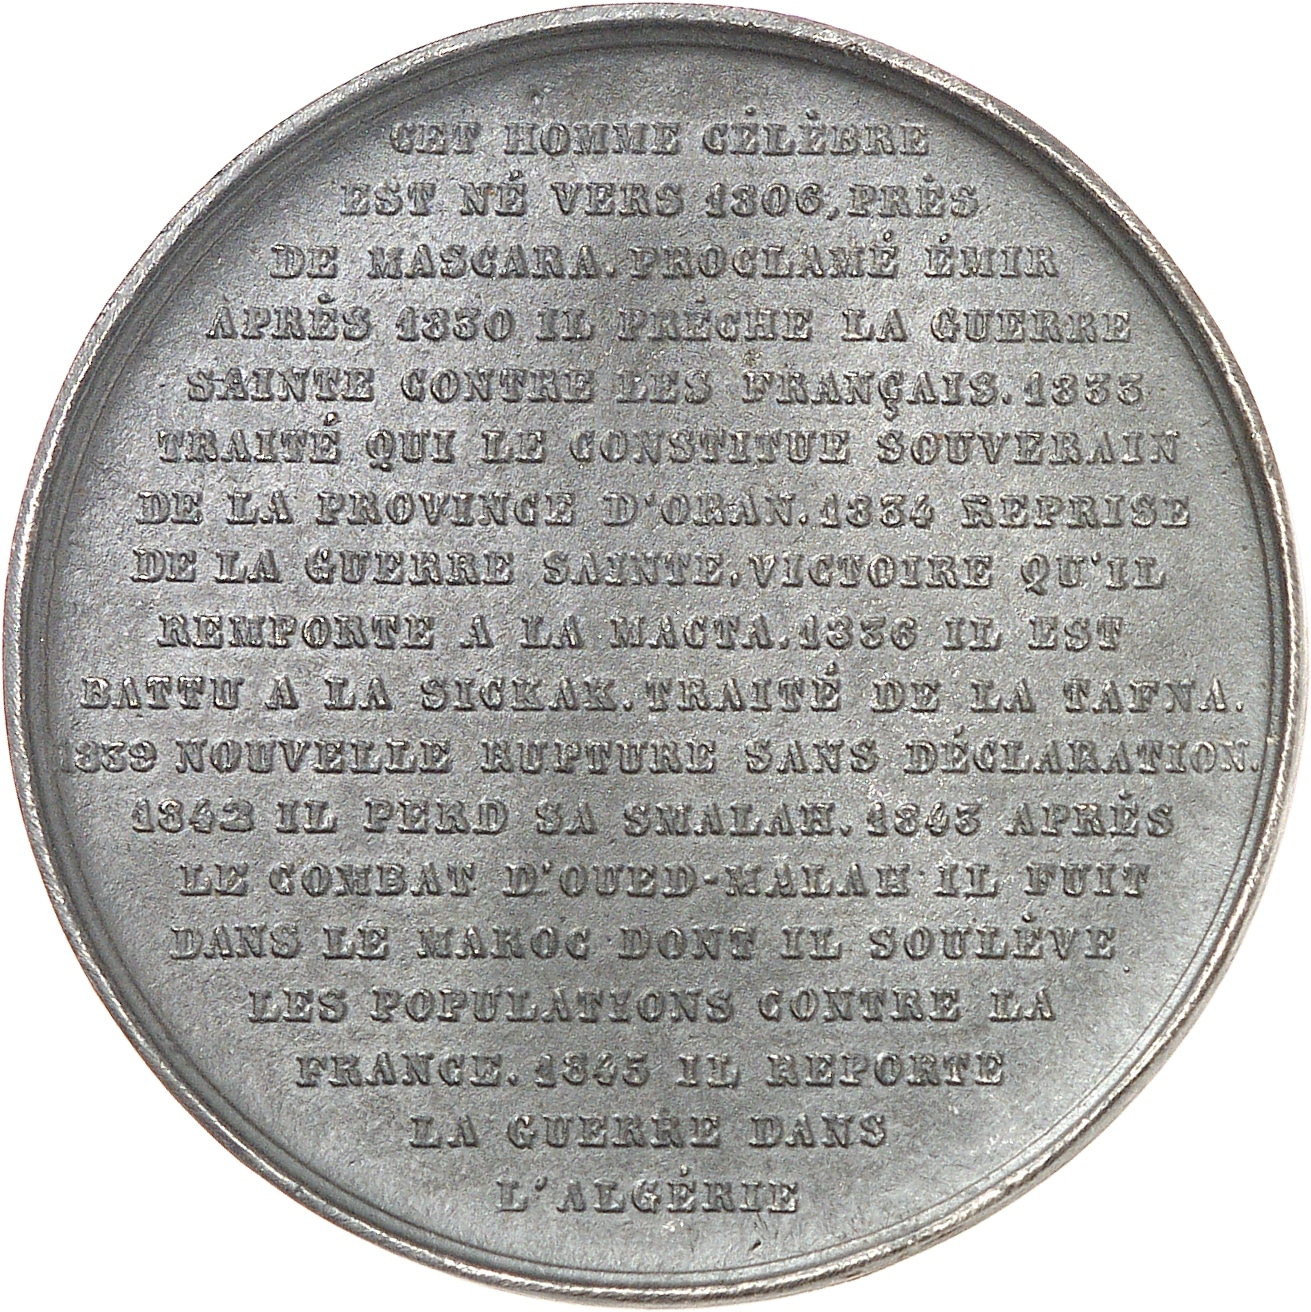 CET HOMME CÉLÈBRE
EST NÉ VERS 1806, PRÈS
DE MASCARA. PROCLAMÉ ÉMIR
APRÈS 1830 IL PRÉCHE LA GUERRE
SAINTE CONTRE LES FRANÇAIS. 1833
TRAITÉ QUI LE CONSTITUE SOUVERAIN
DE LA PROVINCE D'ORAN. 1834 REPRISE
DE LA GUERRE SAINTE. VICTOIRE QU'IL
REMPORTE A LA MACTA. 1836 IL EST
BATTU A LA SICKAK. TRAITÉ DE LA TAFNA.
1839 NOUVELLE RUPTURE SANS DÉCLARATION.
1842 IL PERD SA SMALAH. 1843 APRÈS
LE COMBAT D'OUED-MALAH IL FUIT
DANS LE MAROC DONT IL SOULÈVE
LES POPULATIONS CONTRE LA
FRANCE. 1845 IL REPORTE
LA GUERRE DANS
L'ALGÉRIE